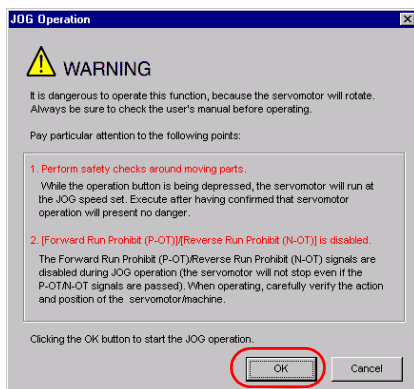 JOG Operation
WARNING
It is dangerous to operate this function, because the servomotor will rotate.
Always be sure to check the user's manual before operating.
Pay particular attention to the following points:
1. Perform safety checks around moving parts.
While the operation button is being depressed, the servomotor will run at
the JOG speed set. Execute after having confirmed that servomotor
operation will present no danger.
2. [Forward Run Prohibit (P-OT)]/[Reverse Run Prohibit (N-OT)] is disabled.
The Forward Run Prohibit (P-OT)/Reverse Run Prohibit (N-OT) signals are
disabled during JOG operation (the servomotor will not stop even if the
P-OT/N-OT signals are passed). When operating, carefully verify the action
and position of the servomotor/machine.
Clicking the OK button to start the JOG operation.
OK
Cancel